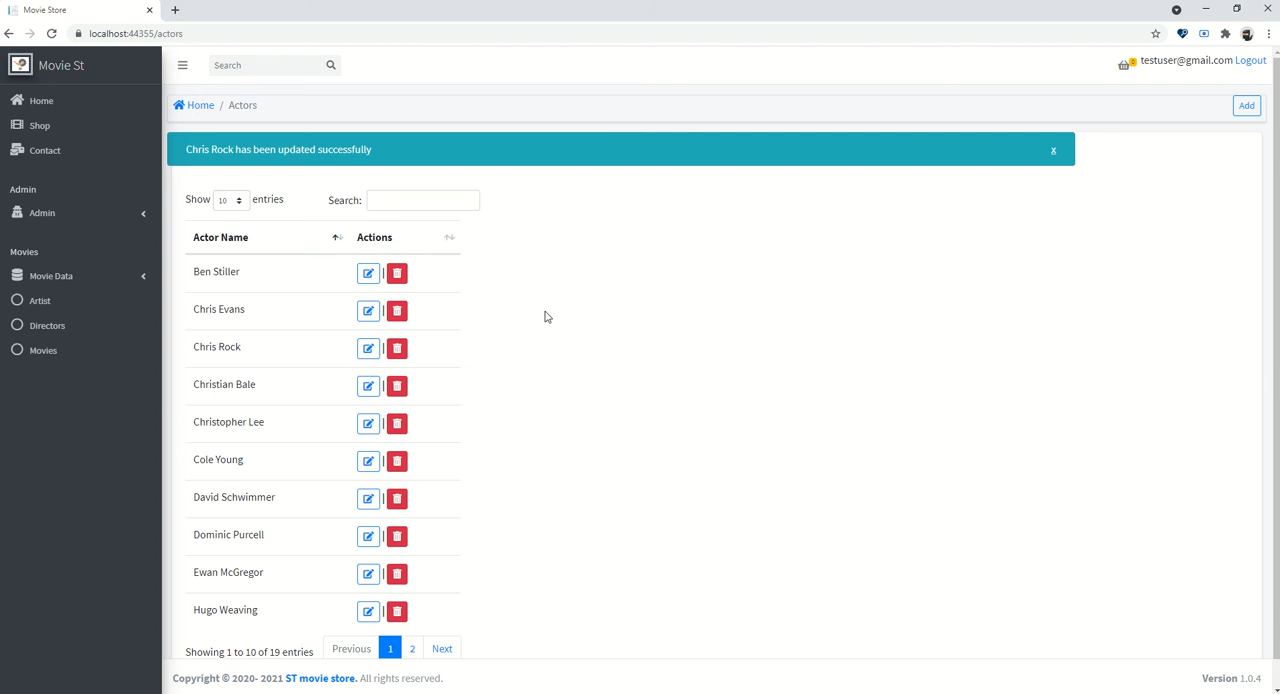 Movie Store
localhost:44355/actors
Movie St
Search
0
testuser@gmail.com Logout
Home
Shop
Contact
Admin
Admin
Movies
Movie Data
Artist
Directors
Movies
Home / Actors
Add
Chris Rock has been updated successfully
x
Show 10 entries
Search:
Actor Name
Actions
Ben Stiller
|
Chris Evans
|
Chris Rock
|
Christian Bale
|
Christopher Lee
|
Cole Young
|
David Schwimmer
|
Dominic Purcell
|
Ewan McGregor
|
Hugo Weaving
|
Showing 1 to 10 of 19 entries
Previous 1 2 Next
Copyright © 2020- 2021 ST movie store. All rights reserved.
Version 1.0.4